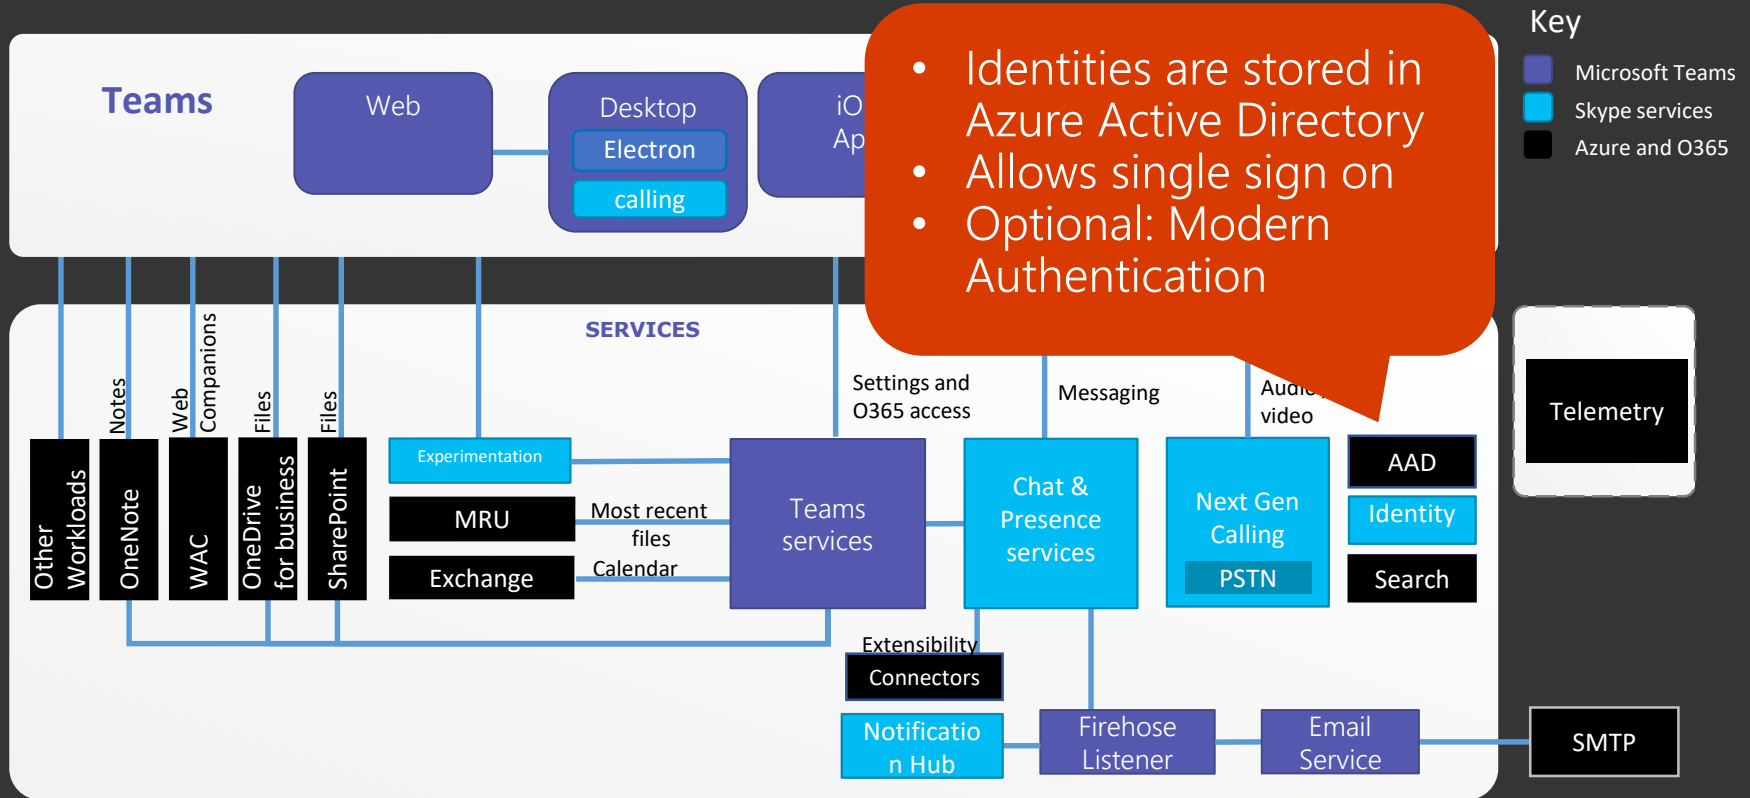 Key
Microsoft Teams
Skype services
Azure and O365
• Identities are stored in
Azure Active Directory
• Allows single sign on
• Optional: Modern
Authentication
Teams
Web
Desktop
Electron
calling
iO
Ap
SERVICES
Notes
Web
Companions
Files
Files
Settings and
O365 access
Messaging
Audio
video
Other
Workloads
OneNote
WAC
OneDrive
for business
SharePoint
Experimentation
MRU
Exchange
Most recent
files
Calendar
Teams
services
Chat &
Presence
services
Next Gen
Calling
PSTN
AAD
Identity
Search
Telemetry
Extensibility
Connectors
Notificatio
n Hub
Firehose
Listener
Email
Service
SMTP